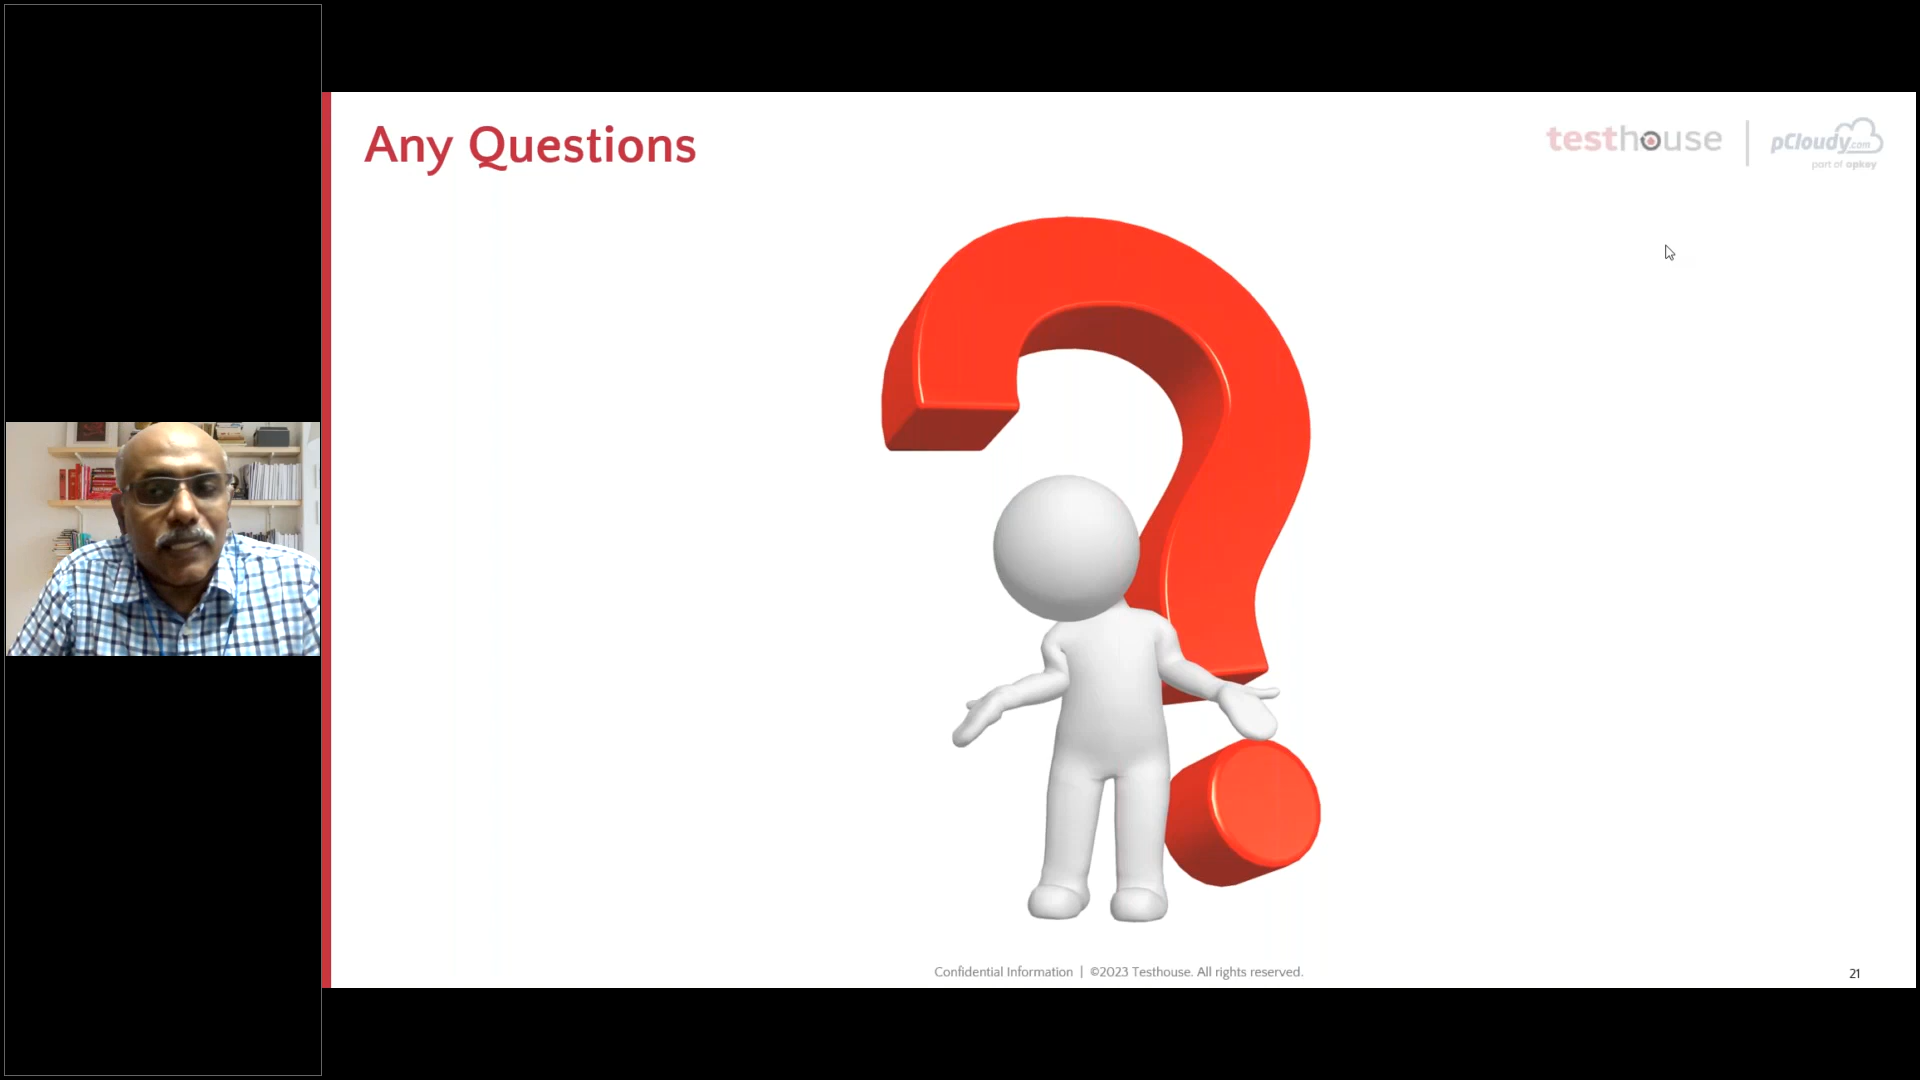 Any Questions
testhouse
pCloudy.com
part of opkey
Confidential Information | ©2023 Testhouse. All rights reserved.
21